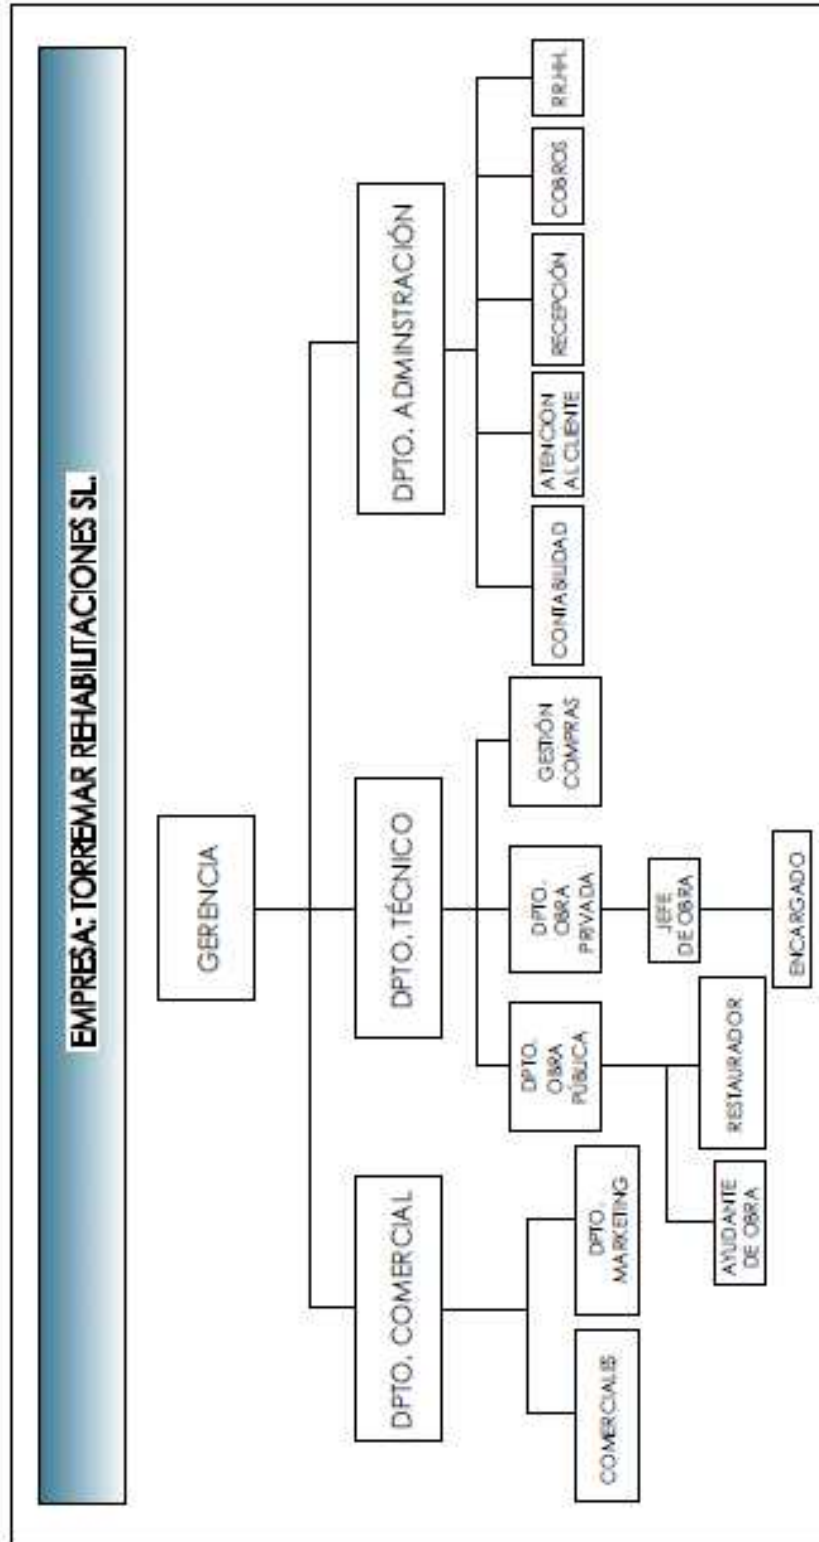 EMPRESA: TORREMAR REHABILITACIONES SL.
GERENCIA
DPTO. COMERCIAL
DPTO. TÉCNICO
DPTO. ADMINSTRACIÓN
COMERCIALES
DPTO.
MARKETING
DPTO.
OBRA
PÚBLICA
DPTO.
OBRA
PRIVADA
GESTIÓN
COMPRAS
CONTABILIDAD
ATENCION
AL CLIENTE
RECEPCIÓN
COBROS
RR.HH.
AYUDANTE
DE OBRA
RESTAURADOR
JEFE
DE OBRA
ENCARGADO